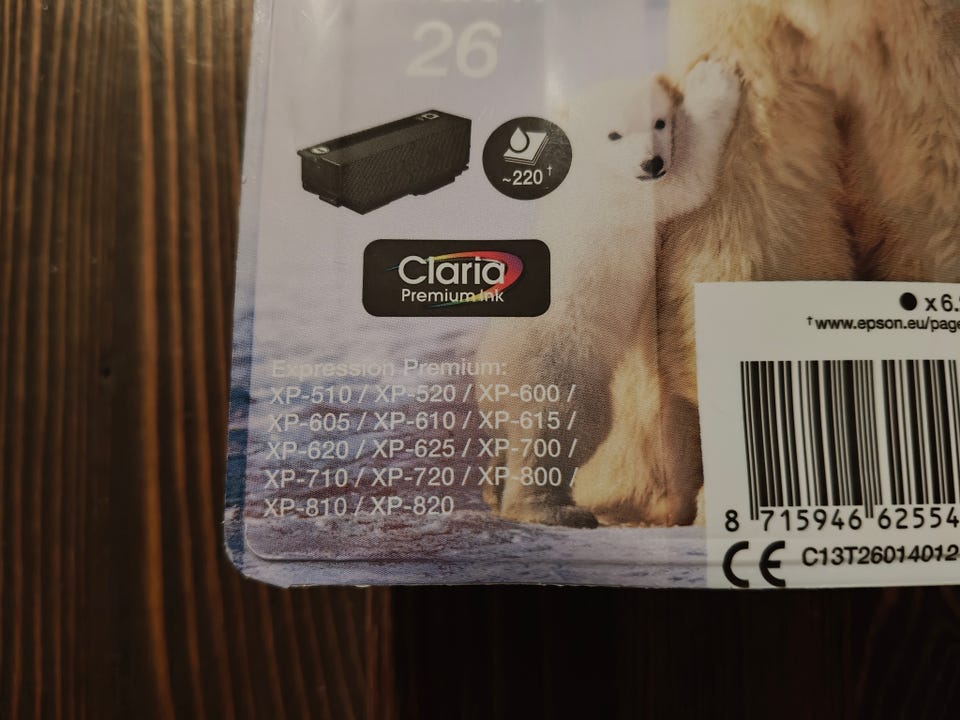 26
~220†
Claria
Premium Ink
Expression Premium:
XP-510 / XP-520 / XP-600 /
XP-605 / XP-610 / XP-615 /
XP-620 / XP-625 / XP-700 /
XP-710 / XP-720 / XP-800 /
XP-810 / XP-820
x 6.
†www.epson.eu/page
8 715946 62554
CE C13T26014012